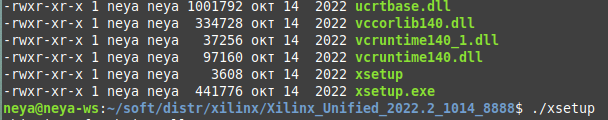 -rwxr-xr-x 1 neya neya 1001792 окт 14  2022 ucrtbase.dll
-rwxr-xr-x 1 neya neya  334728 окт 14  2022 vccorlib140.dll
-rwxr-xr-x 1 neya neya   37256 окт 14  2022 vcruntime140_1.dll
-rwxr-xr-x 1 neya neya   97160 окт 14  2022 vcruntime140.dll
-rwxr-xr-x 1 neya neya    3608 окт 14  2022 xsetup
-rwxr-xr-x 1 neya neya  441776 окт 14  2022 xsetup.exe
neya@neya-ws:~/soft/distr/xilinx/Xilinx_Unified_2022.2_1014_8888$ ./xsetup